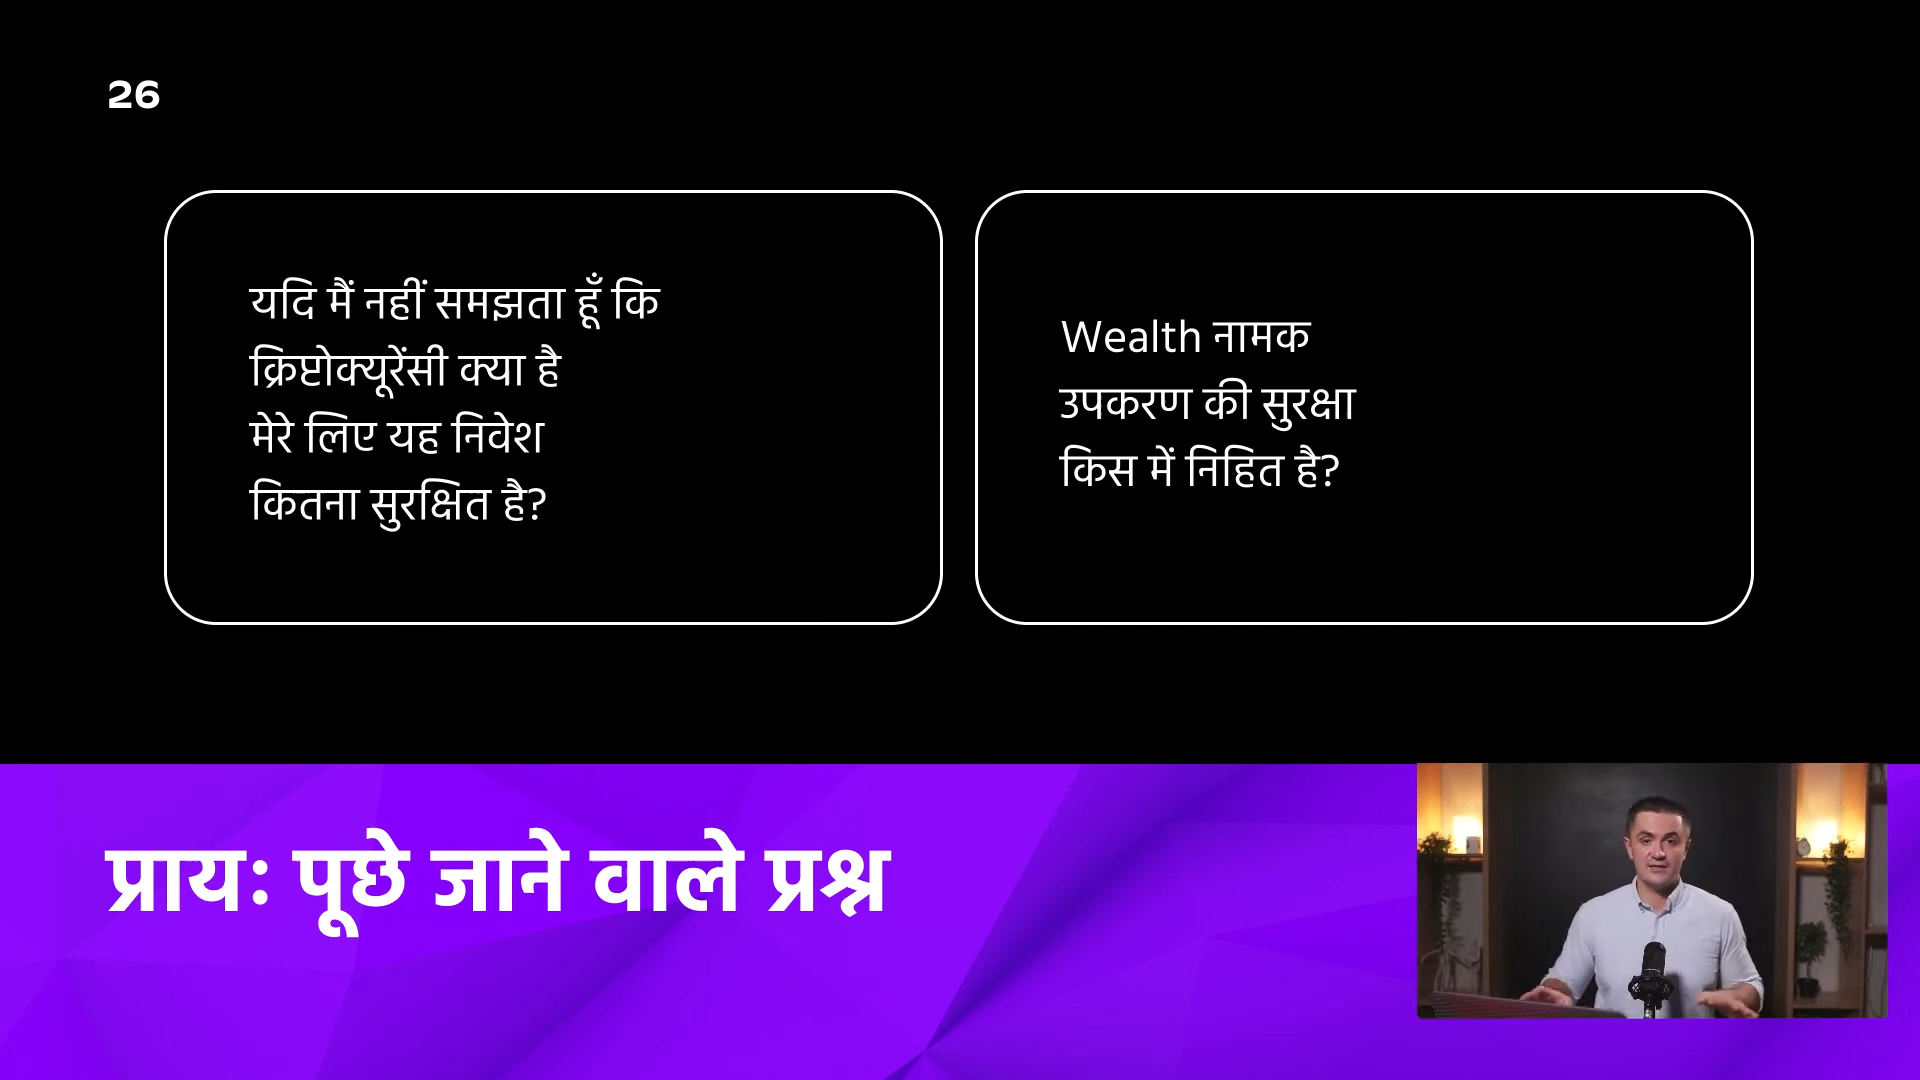 26
यदि मैं नहीं समझता हूँ कि
क्रिप्टोक्यूरेंसी क्या है
मेरे लिए यह निवेश
कितना सुरक्षित है?
Wealth नामक
उपकरण की सुरक्षा
किस में निहित है?
प्रायः पूछे जाने वाले प्रश्न